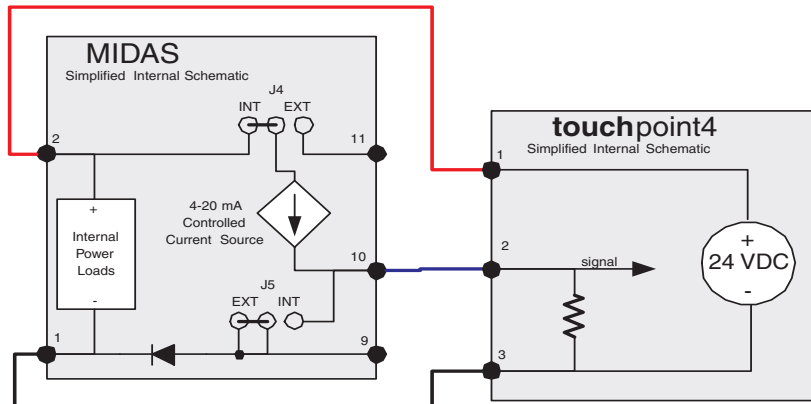 MIDAS
Simplified Internal Schematic
J4
INT EXT
2
11
+
Internal
Power
Loads
-
4-20 mA
Controlled
Current Source
10
J5
EXT INT
1
9
touchpoint4
Simplified Internal Schematic
1
2
signal
+
24 VDC
-
3